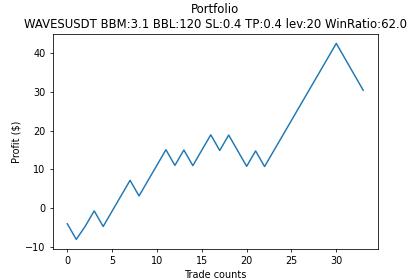 Portfolio
WAVESUSDT BBM:3.1 BBL:120 SL:0.4 TP:0.4 lev:20 WinRatio:62.0
Profit ($)
40
30
20
10
0
−10
0 5 10 15 20 25 30
Trade counts